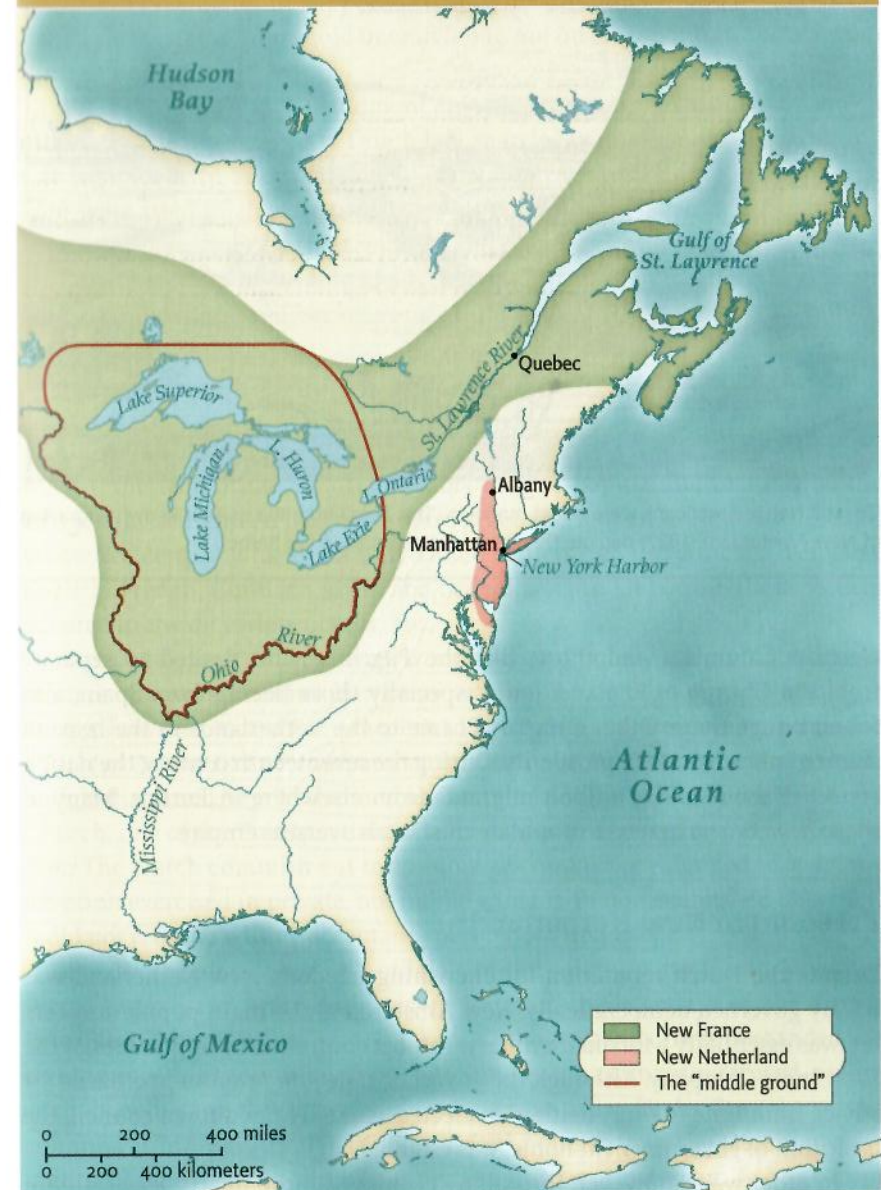 Hudson
Bay
Gulf of
St. Lawrence
Quebec
St. Lawrence River
Lake Superior
Lake Michigan
L. Huron
L. Ontario
Lake Erie
Albany
Manhattan
New York Harbor
Ohio
River
Mississippi River
Atlantic
Ocean
Gulf of Mexico
New France
New Netherland
The "middle ground"
0 200 400 miles
0 200 400 kilometers